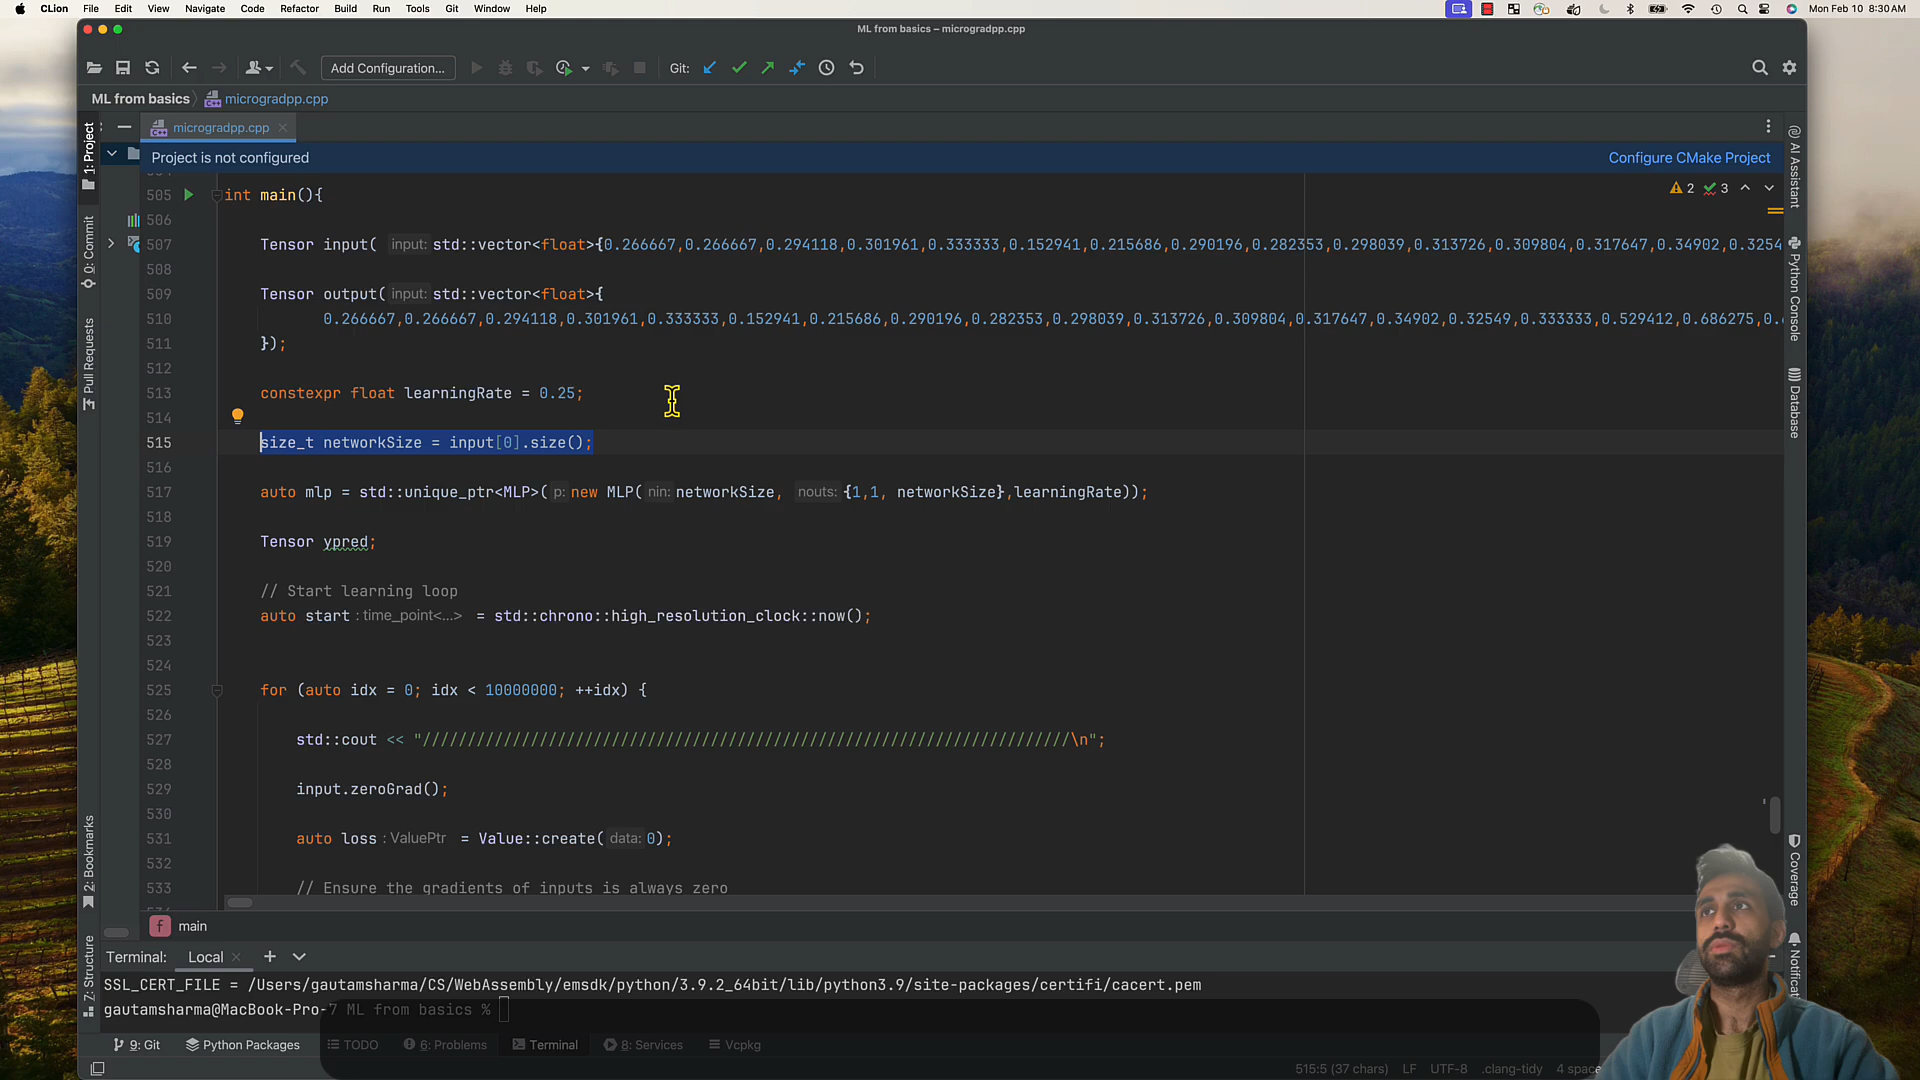 CLion File Edit View Navigate Code Refactor Build Run Tools Git Window Help Mon Feb 10 8:30 AM
ML from basics – microgradpp.cpp
Add Configuration... Git:
ML from basics microgradpp.cpp
microgradpp.cpp
Project is not configured Configure CMake Project
505 int main(){ 2 3
506
507 Tensor input( input: std::vector<float>{0.266667,0.266667,0.294118,0.301961,0.333333,0.152941,0.215686,0.290196,0.282353,0.298039,0.313726,0.309804,0.317647,0.34902,0.3254
508
509 Tensor output( input: std::vector<float>{
510 0.266667,0.266667,0.294118,0.301961,0.333333,0.152941,0.215686,0.290196,0.282353,0.298039,0.313726,0.309804,0.317647,0.34902,0.32549,0.333333,0.529412,0.686275,0.
511 });
512
513 constexpr float learningRate = 0.25;
514
515 size_t networkSize = input[0].size();
516
517 auto mlp = std::unique_ptr<MLP>( p: new MLP( nin: networkSize, nouts: {1,1, networkSize},learningRate));
518
519 Tensor ypred;
520
521 // Start learning loop
522 auto start : time_point<...> = std::chrono::high_resolution_clock::now();
523
524
525 for (auto idx = 0; idx < 10000000; ++idx) {
526
527 std::cout << "////////////////////////////////////////////////////////////////////////\n";
528
529 input.zeroGrad();
530
531 auto loss : ValuePtr = Value::create( data: 0);
532
533 // Ensure the gradients of inputs is always zero
main
Terminal: Local
SSL_CERT_FILE = /Users/gautamsharma/CS/WebAssembly/emsdk/python/3.9.2_64bit/lib/python3.9/site-packages/certifi/cacert.pem
gautamsharma@MacBook-Pro-7 ML from basics %
9: Git Python Packages TODO 6: Problems Terminal 8: Services Vcpkg
515:5 (37 chars) LF UTF-8 .clang-tidy 4 space
1: Project
0: Commit
Pull Requests
2: Bookmarks
7: Structure
AI Assistant
Python Console
Database
Coverage